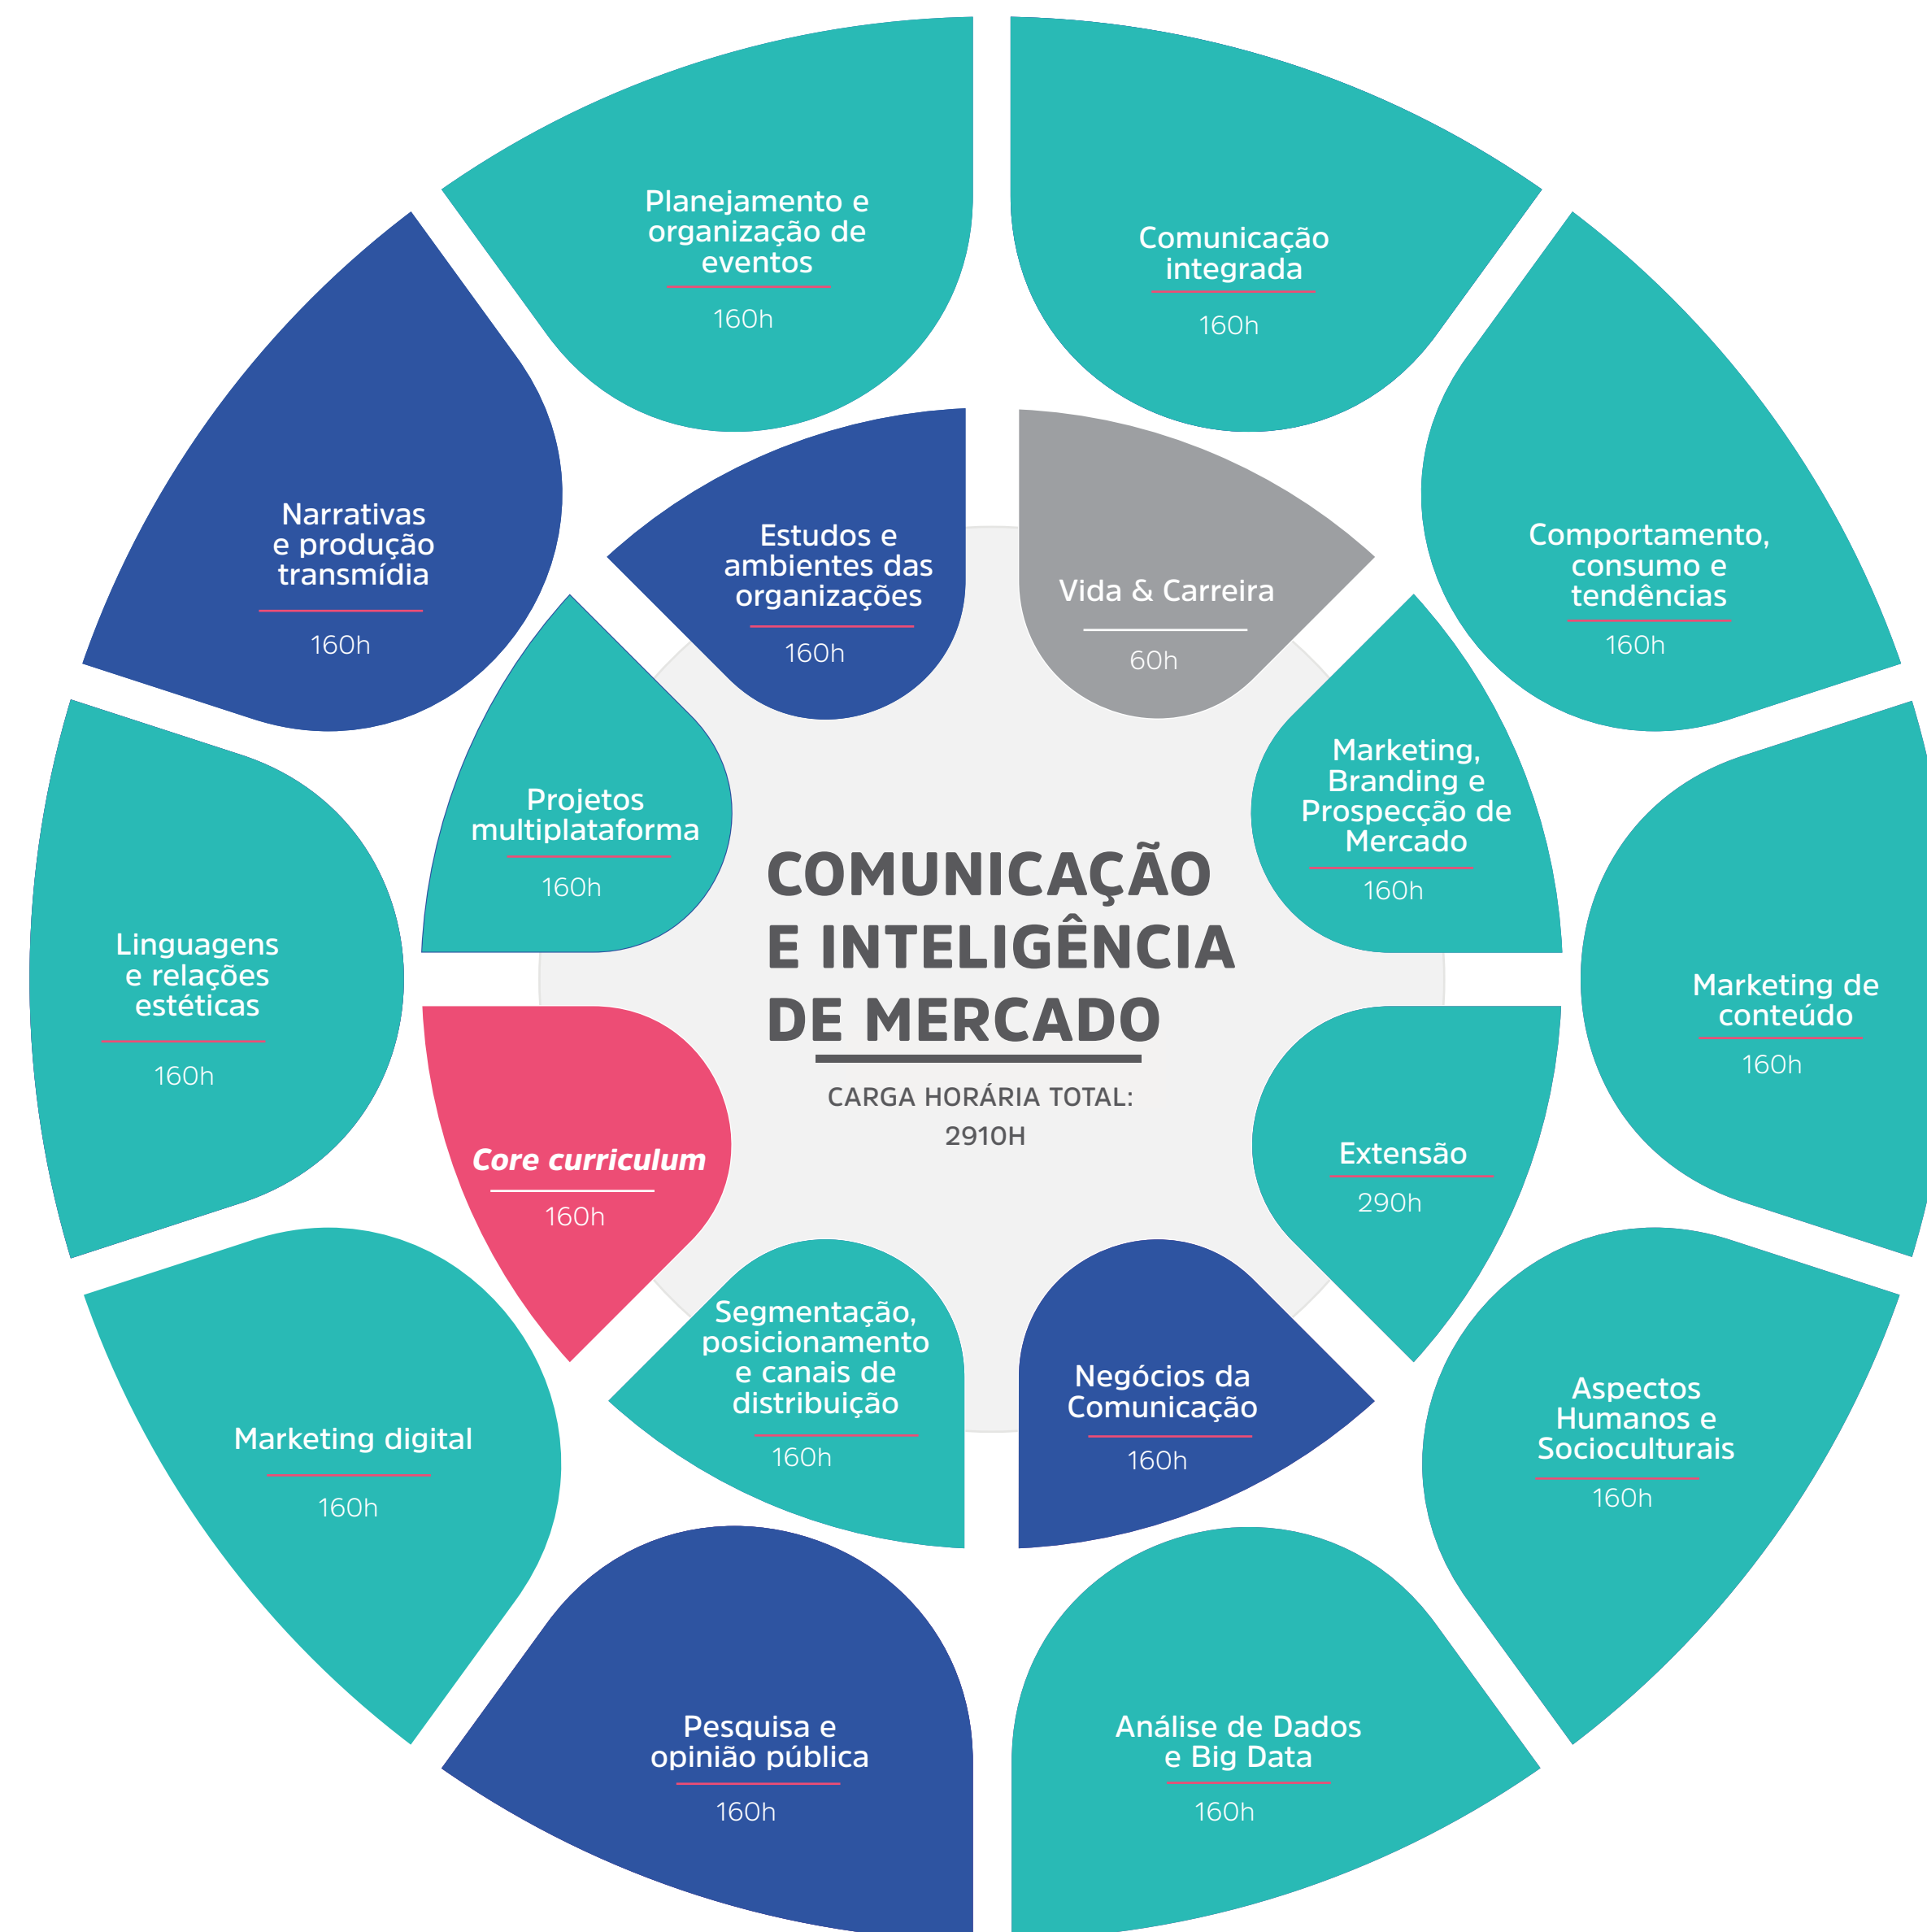 Planejamento e
organização de
eventos
160h
Comunicação
integrada
160h
Narrativas
e produção
transmídia
160h
Estudos e
ambientes das
organizações
160h
Vida & Carreira
60h
Comportamento,
consumo e
tendências
160h
Projetos
multiplataforma
160h
Marketing,
Branding e
Prospecção de
Mercado
160h
Linguagens
e relações
estéticas
160h
COMUNICAÇÃO
E INTELIGÊNCIA
DE MERCADO
CARGA HORÁRIA TOTAL:
2910H
Marketing de
conteúdo
160h
Core curriculum
160h
Extensão
290h
Marketing digital
160h
Segmentação,
posicionamento
e canais de
distribuição
160h
Negócios da
Comunicação
160h
Aspectos
Humanos e
Socioculturais
160h
Pesquisa e
opinião pública
160h
Análise de Dados
e Big Data
160h